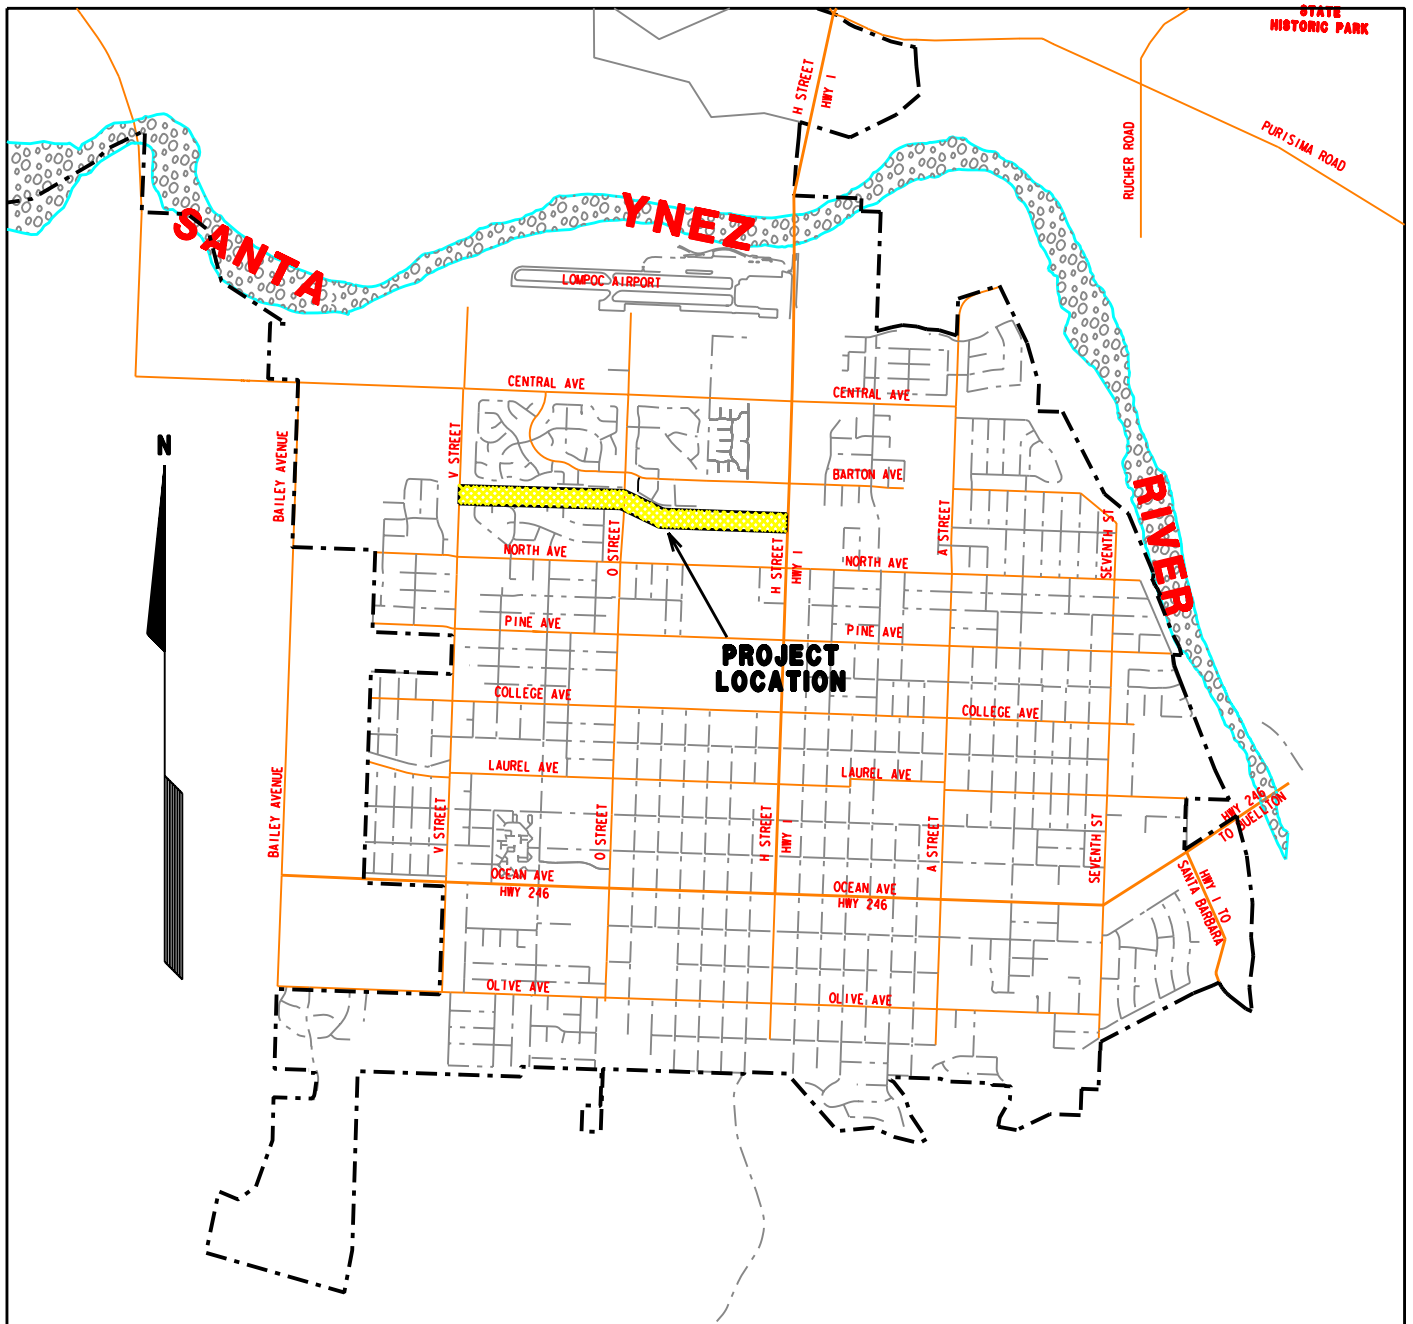 STATE
HISTORIC PARK
H STREET
HWY 1
RUCHER ROAD
PURISIMA ROAD
SANTA
YNEZ
RIVER
LOMPOC AIRPORT
CENTRAL AVE
CENTRAL AVE
N
BAILEY AVENUE
V STREET
BARTON AVE
A STREET
SEVENTH ST
O STREET
NORTH AVE
H STREET
HWY 1
NORTH AVE
PINE AVE
PINE AVE
PROJECT
LOCATION
COLLEGE AVE
COLLEGE AVE
LAUREL AVE
LAUREL AVE
BAILEY AVENUE
V STREET
O STREET
H STREET
HWY 1
A STREET
SEVENTH ST
HWY 246
TO BUELLTON
OCEAN AVE
HWY 246
OCEAN AVE
HWY 246
HWY 1 TO
SANTA BARBARA
OLIVE AVE
OLIVE AVE